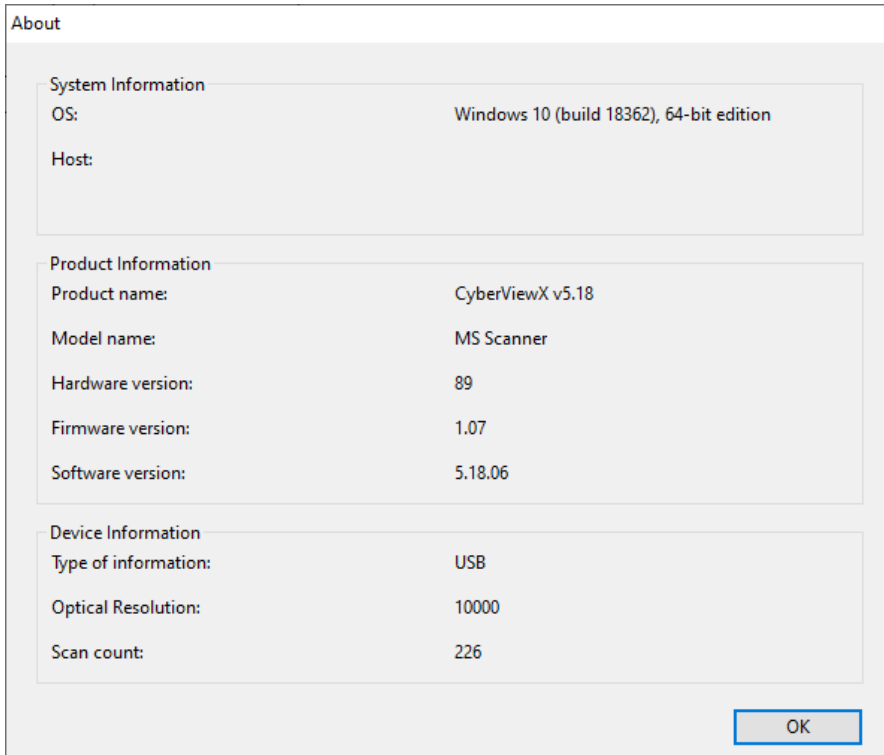 About
System Information
OS: Windows 10 (build 18362), 64-bit edition
Host:
Product Information
Product name: CyberViewX v5.18
Model name: MS Scanner
Hardware version: 89
Firmware version: 1.07
Software version: 5.18.06
Device Information
Type of information: USB
Optical Resolution: 10000
Scan count: 226
OK